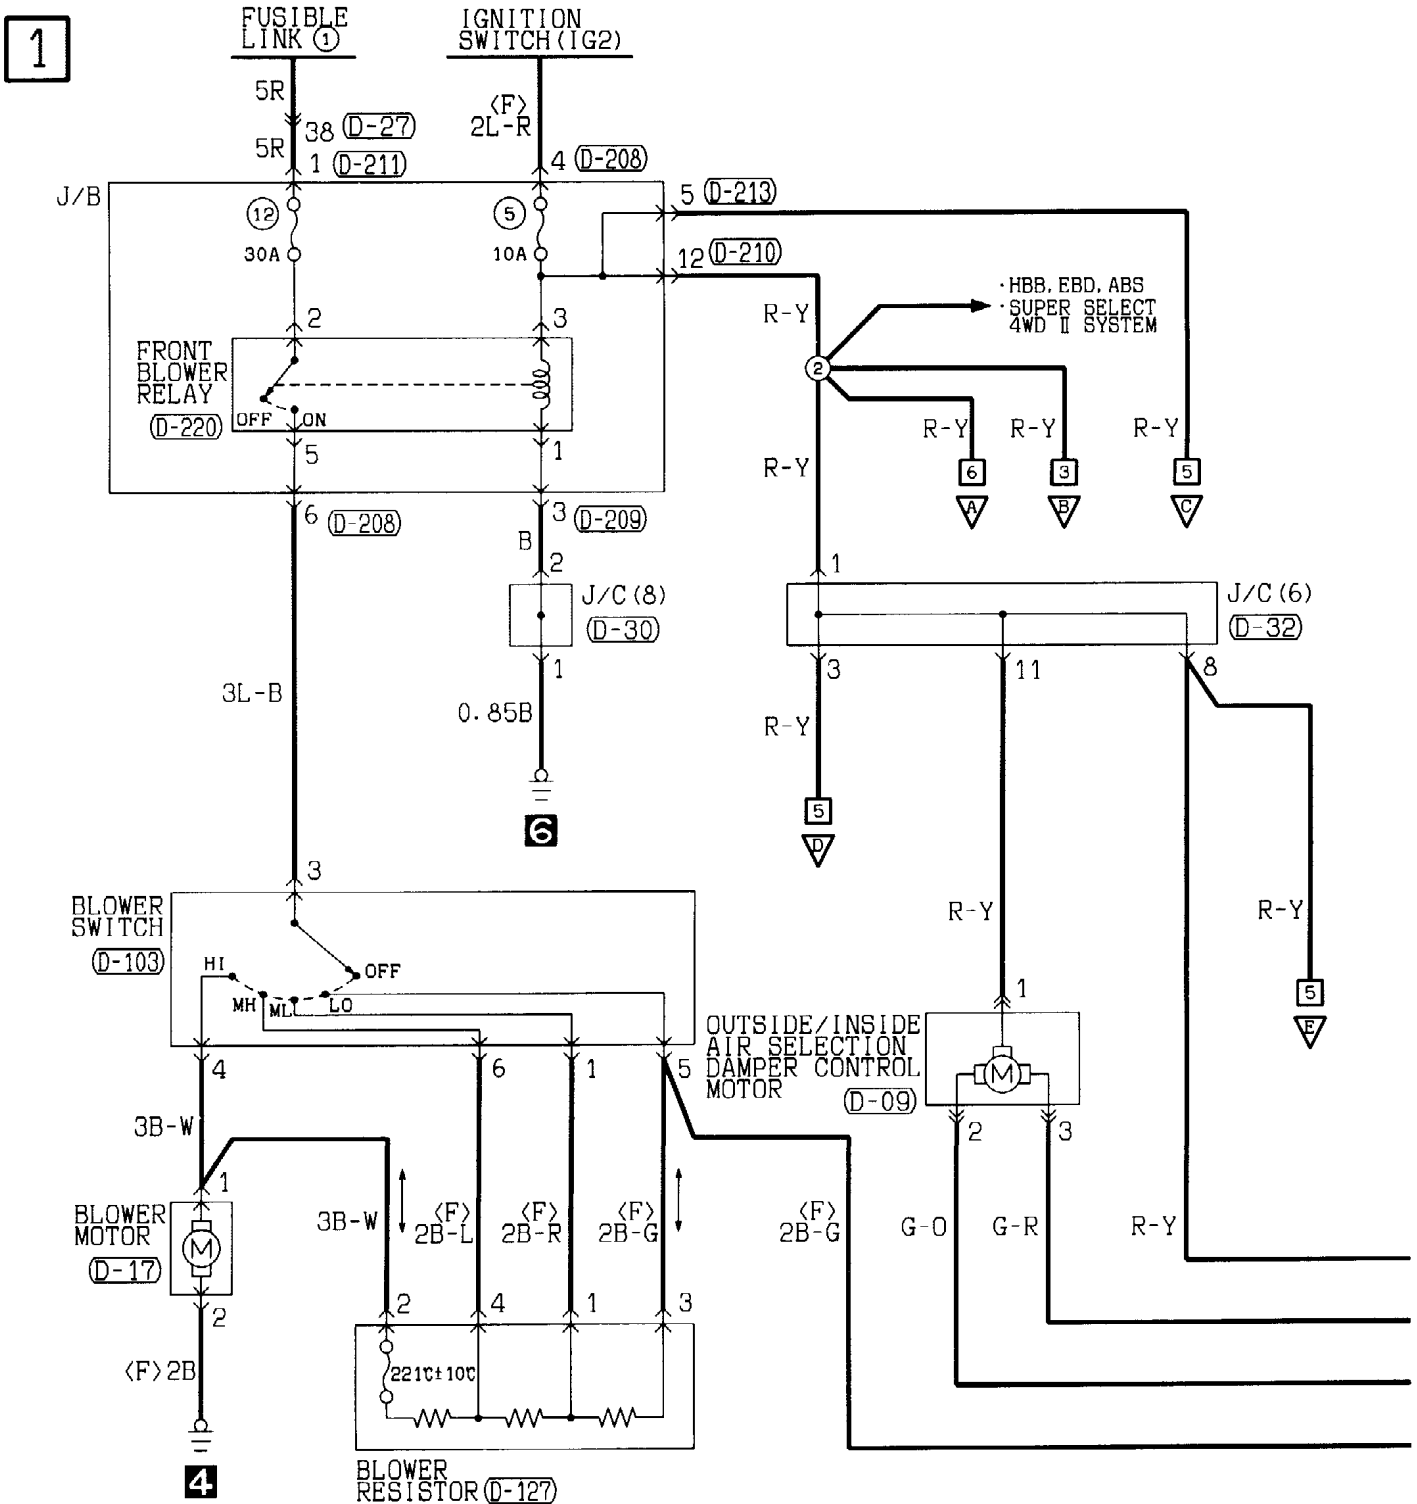 1
FUSIBLE
LINK ①
IGNITION
SWITCH(IG2)
5R
<F>
2L-R
38 (D-27)
5R
1 (D-211)
4 (D-208)
J/B
5 (D-213)
12
5
30A
10A
12 (D-210)
·HBB, EBD, ABS
·SUPER SELECT
4WD Ⅱ SYSTEM
R-Y
2
3
FRONT
BLOWER
RELAY
(D-220)
OFF
ON
2
R-Y
R-Y
R-Y
5
1
R-Y
6
3
5
A
B
C
6 (D-208)
3 (D-209)
B
2
J/C(8)
(D-30)
1
J/C(6)
(D-32)
1
3
11
8
3L-B
0.85B
R-Y
6
5
D
3
BLOWER
SWITCH
(D-103)
HI
MH
ML
LO
OFF
R-Y
R-Y
1
5
E
OUTSIDE/INSIDE
AIR SELECTION
DAMPER CONTROL
MOTOR
(D-09)
M
4
6
1
5
2
3
3B-W
1
BLOWER
MOTOR
(D-17)
M
3B-W
<F>
2B-L
<F>
2B-R
<F>
2B-G
<F>
2B-G
G-O
G-R
R-Y
2
2
4
1
3
<F>2B
221℃±10℃
4
BLOWER
RESISTOR (D-127)